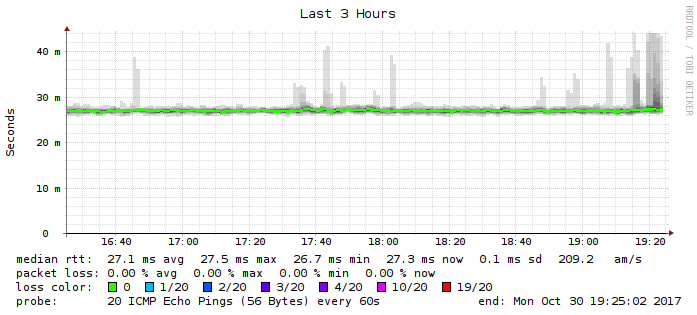 Last 3 Hours
RRDTOOL / TOBI OETIKER
Seconds
40 m
30 m
20 m
10 m
0
16:40 17:00 17:20 17:40 18:00 18:20 18:40 19:00 19:20
median rtt: 27.1 ms avg 27.5 ms max 26.7 ms min 27.3 ms now 0.1 ms sd 209.2 am/s
packet loss: 0.00 % avg 0.00 % max 0.00 % min 0.00 % now
loss color: 0 1/20 2/20 3/20 4/20 10/20 19/20
probe: 20 ICMP Echo Pings (56 Bytes) every 60s end: Mon Oct 30 19:25:02 2017